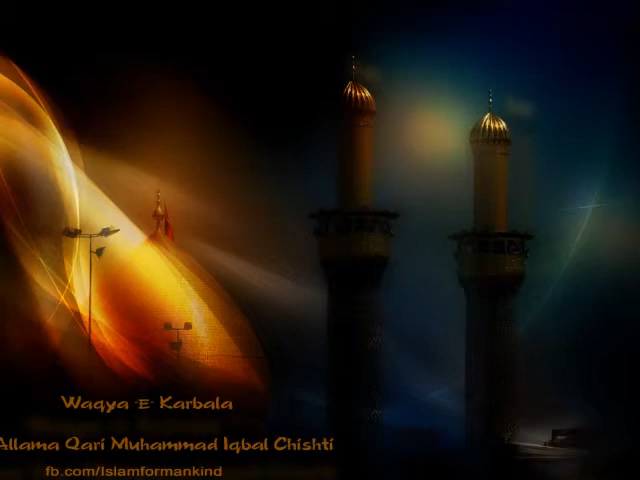 Waqya -E- Karbala
Allama Qari Muhammad Iqbal Chishti
fb.com/Islamformankind